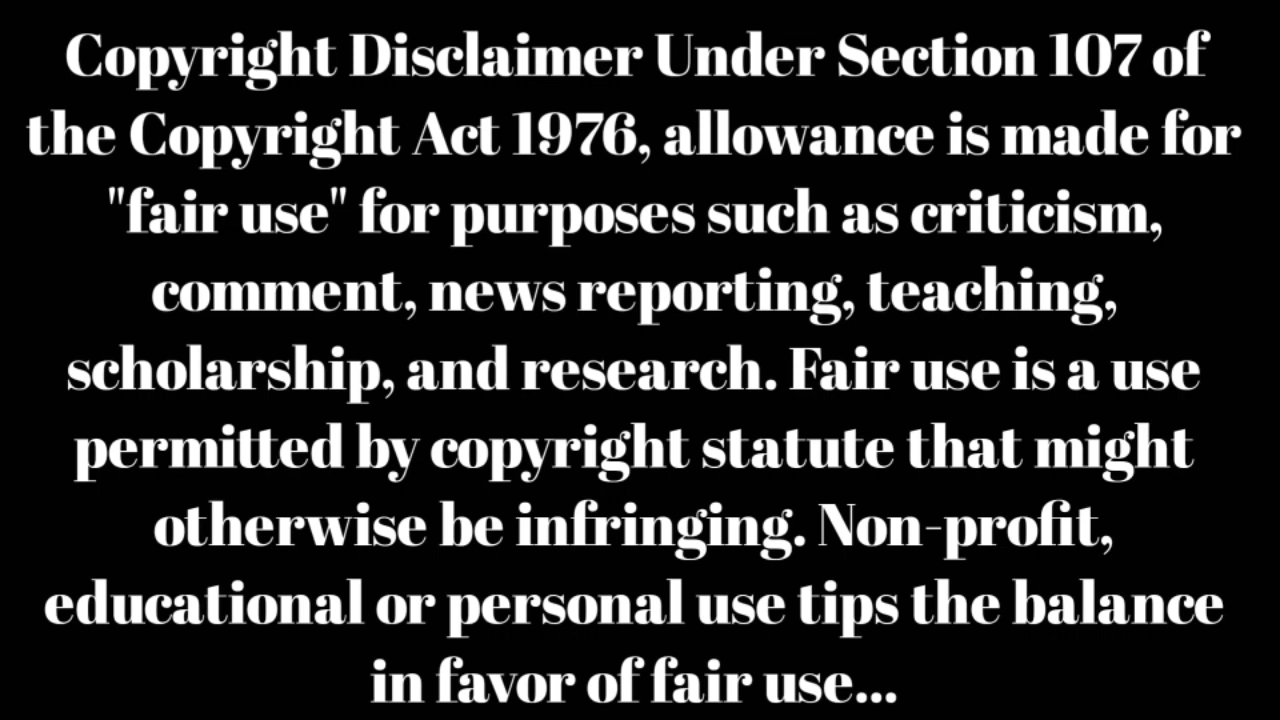 Copyright Disclaimer Under Section 107 of
the Copyright Act 1976, allowance is made for
"fair use" for purposes such as criticism,
comment, news reporting, teaching,
scholarship, and research. Fair use is a use
permitted by copyright statute that might
otherwise be infringing. Non-profit,
educational or personal use tips the balance
in favor of fair use...